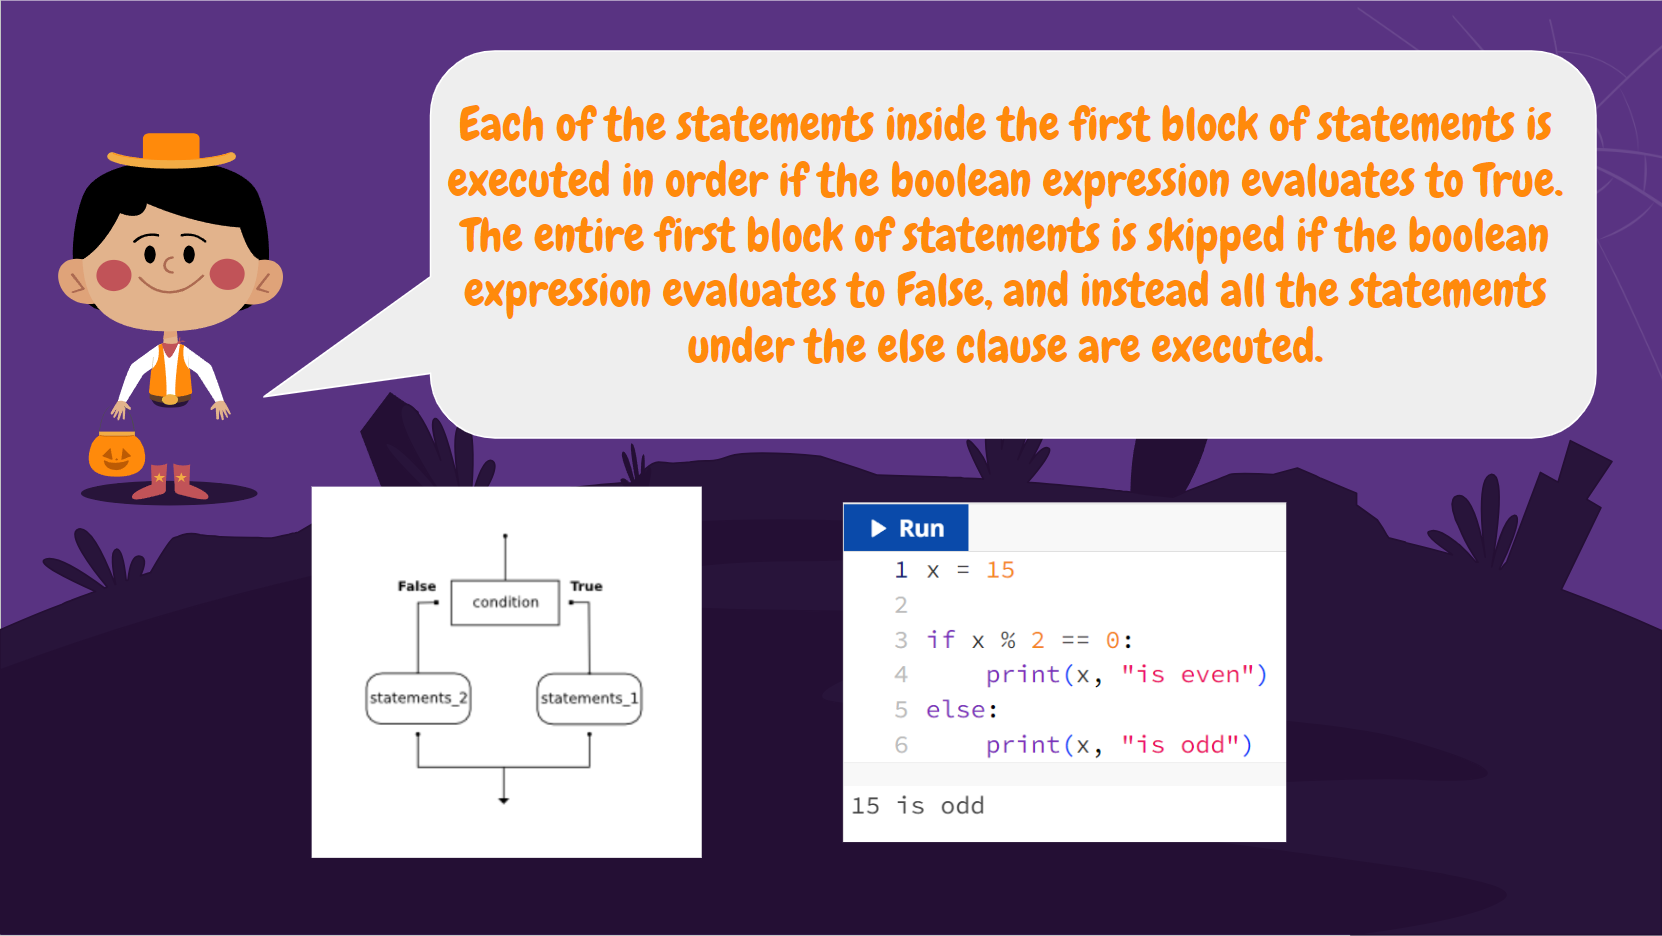 Each of the statements inside the first block of statements is
executed in order if the boolean expression evaluates to True.
The entire first block of statements is skipped if the boolean
expression evaluates to False, and instead all the statements
under the else clause are executed.
False
True
condition
statements_2
statements_1
Run
1 x = 15
2
3 if x % 2 == 0:
4     print(x, "is even")
5 else:
6     print(x, "is odd")
15 is odd